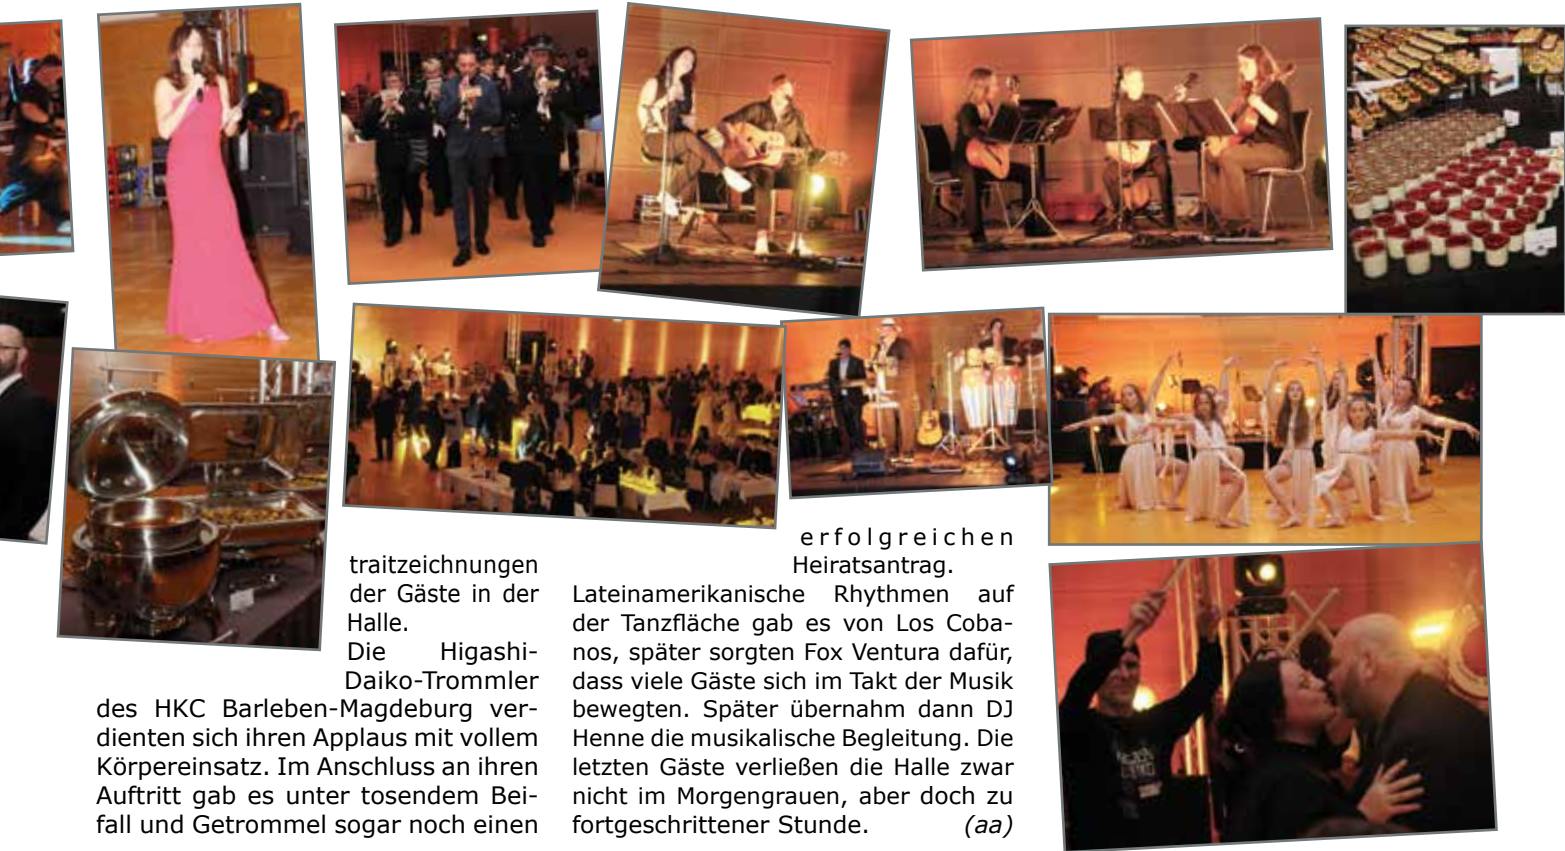 traitzeichnungen
der Gäste in der
Halle.
Die Higashi-
Daiko-Trommler
des HKC Barleben-Magdeburg ver-
dienten sich ihren Applaus mit vollem
Körpereinsatz. Im Anschluss an ihren
Auftritt gab es unter tosendem Bei-
fall und Getrommel sogar noch einen
erfolgreichen
Heiratsantrag.
Lateinamerikanische Rhythmen auf
der Tanzfläche gab es von Los Coba-
nos, später sorgten Fox Ventura dafür,
dass viele Gäste sich im Takt der Musik
bewegten. Später übernahm dann DJ
Henne die musikalische Begleitung. Die
letzten Gäste verließen die Halle zwar
nicht im Morgengrauen, aber doch zu
fortgeschrittener Stunde. (aa)